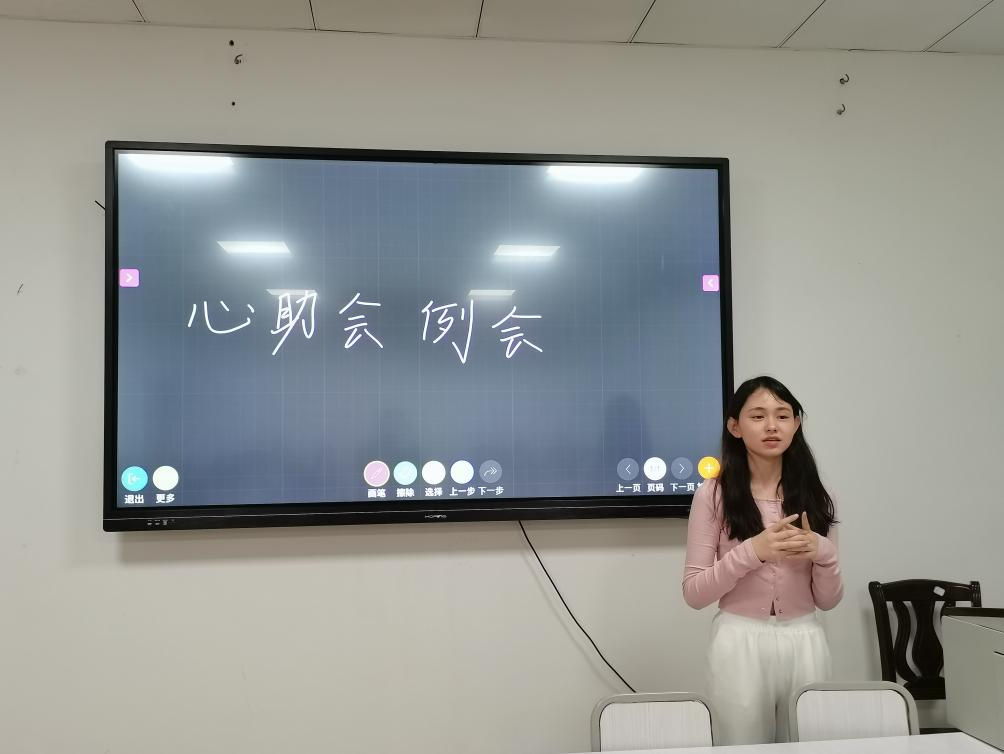 心助会 例会
退出 更多 画笔 擦除 选择 上一步 下一步 上一页 页码 下一页